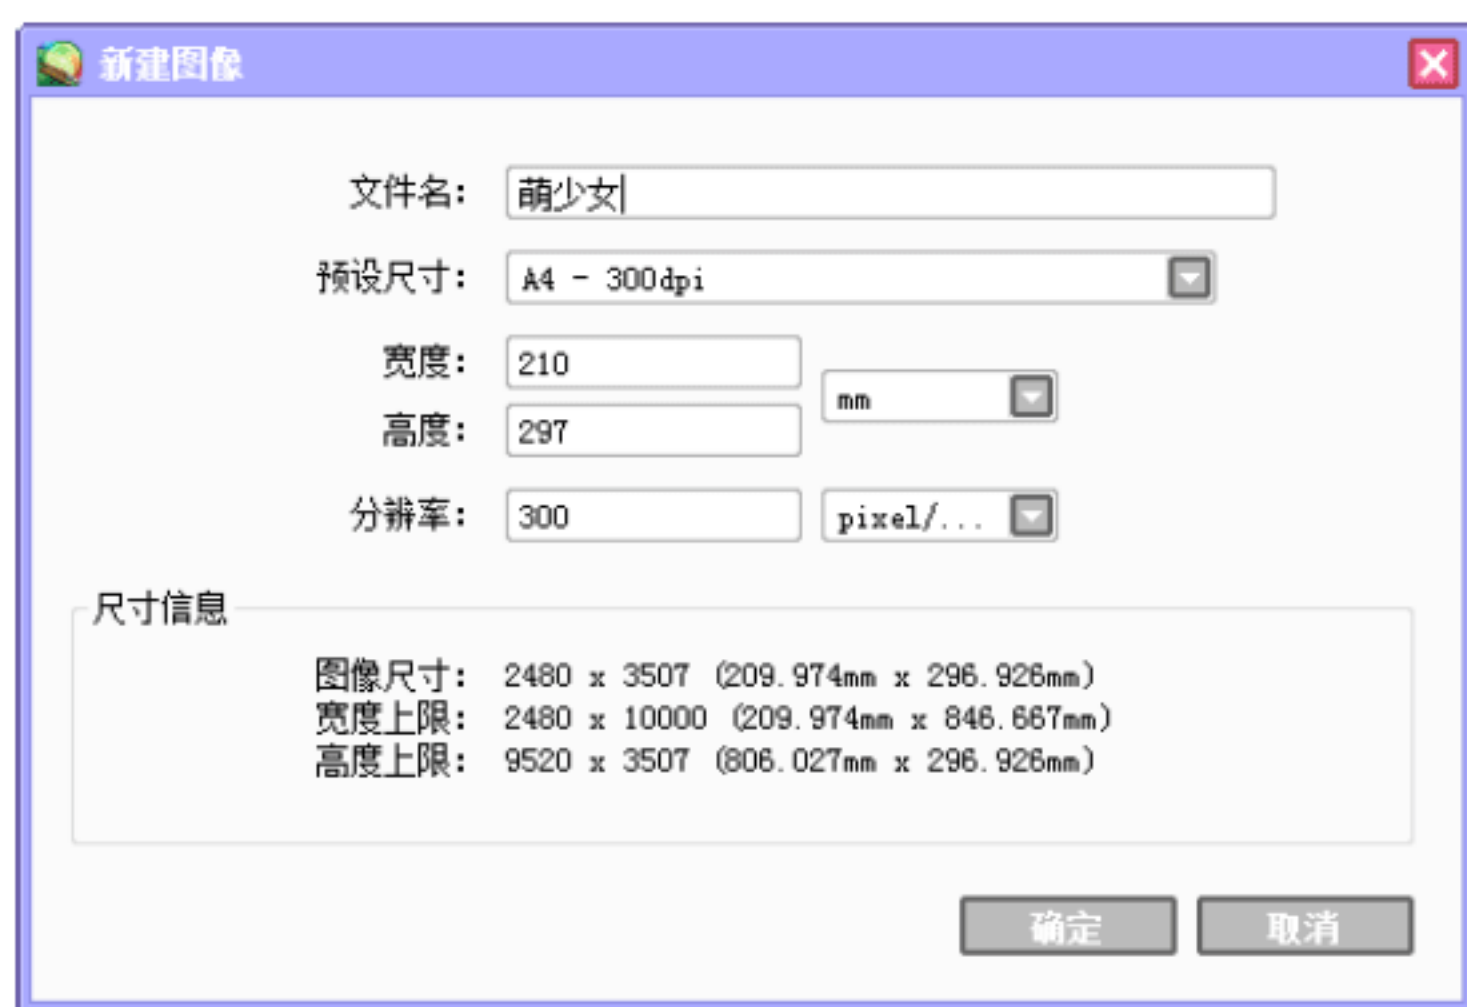 新建图像
文件名： 萌少女
预设尺寸： A4 - 300dpi
宽度： 210
mm
高度： 297
分辨率： 300 pixel/...
尺寸信息
图像尺寸： 2480 x 3507 (209.974mm x 296.926mm)
宽度上限： 2480 x 10000 (209.974mm x 846.667mm)
高度上限： 9520 x 3507 (806.027mm x 296.926mm)
确定 取消